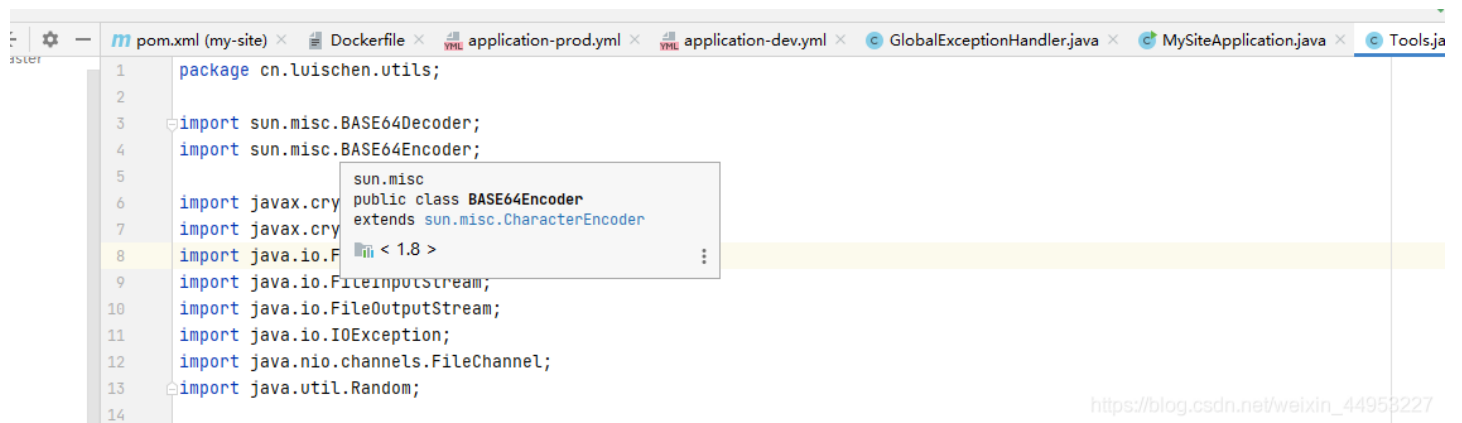 aster
m pom.xml (my-site) × Dockerfile × YML application-prod.yml × YML application-dev.yml × C GlobalExceptionHandler.java × C MySiteApplication.java × C Tools.ja
1 package cn.luischen.utils;
2
3 import sun.misc.BASE64Decoder;
4 import sun.misc.BASE64Encoder;
5
sun.misc
6 import javax.cry
public class BASE64Encoder
extends sun.misc.CharacterEncoder
7 import javax.cry
< 1.8 >
8 import java.io.F
9 import java.io.FileInputStream;
10 import java.io.FileOutputStream;
11 import java.io.IOException;
12 import java.nio.channels.FileChannel;
13 import java.util.Random;
14
https://blog.csdn.net/weixin_44953227